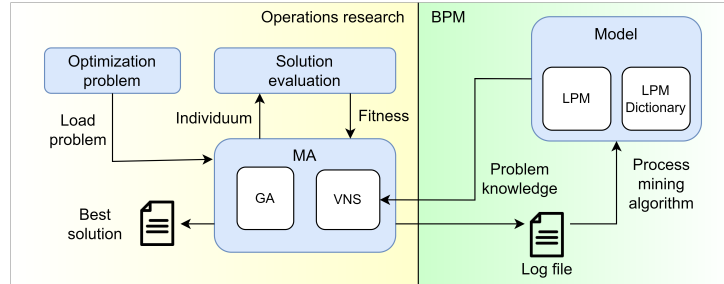 Operations research
BPM
Optimization
problem
Solution
evaluation
Model
LPM
LPM
Dictionary
Load
problem
Individuum
Fitness
MA
GA
VNS
Problem
knowledge
Process
mining
algorithm
Best
solution
Log file